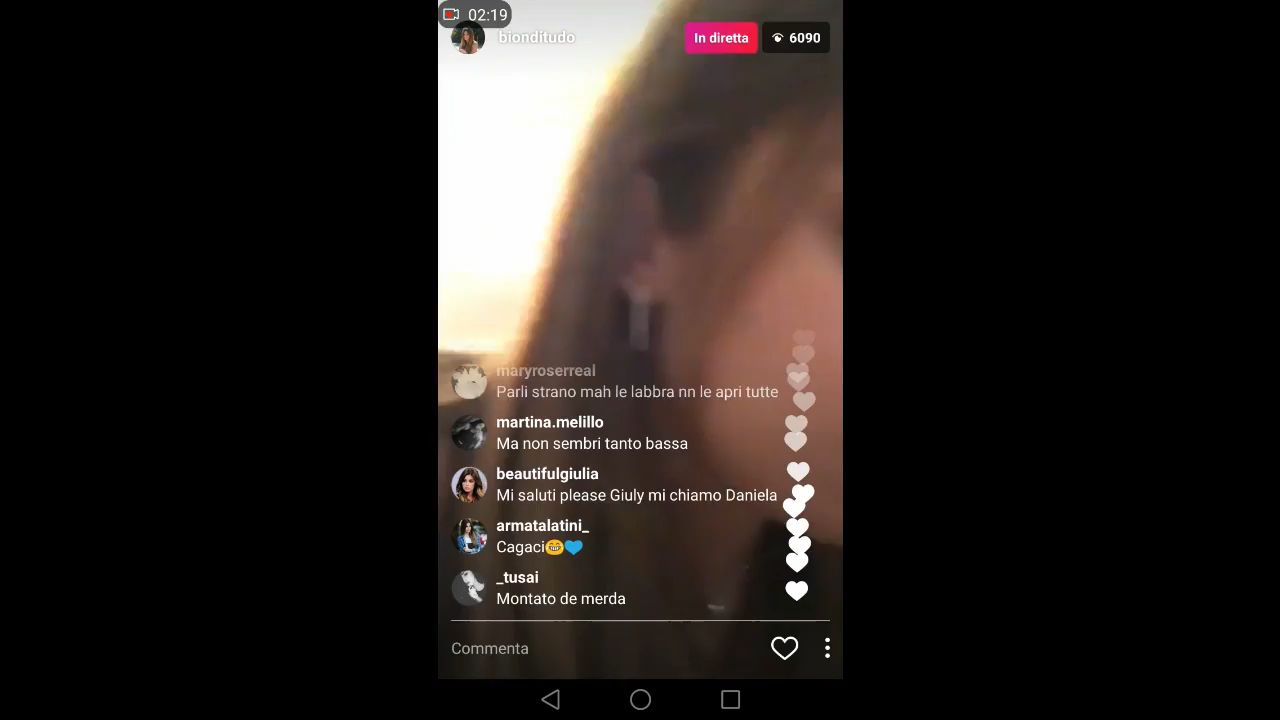 02:19
bionditudo
In diretta
6090
maryroserreal
Parli strano mah le labbra nn le apri tutte
martina.melillo
Ma non sembri tanto bassa
beautifulgiulia
Mi saluti please Giuly mi chiamo Daniela
armatalatini_
Cagaci😁💙
_tusai
Montato de merda
Commenta